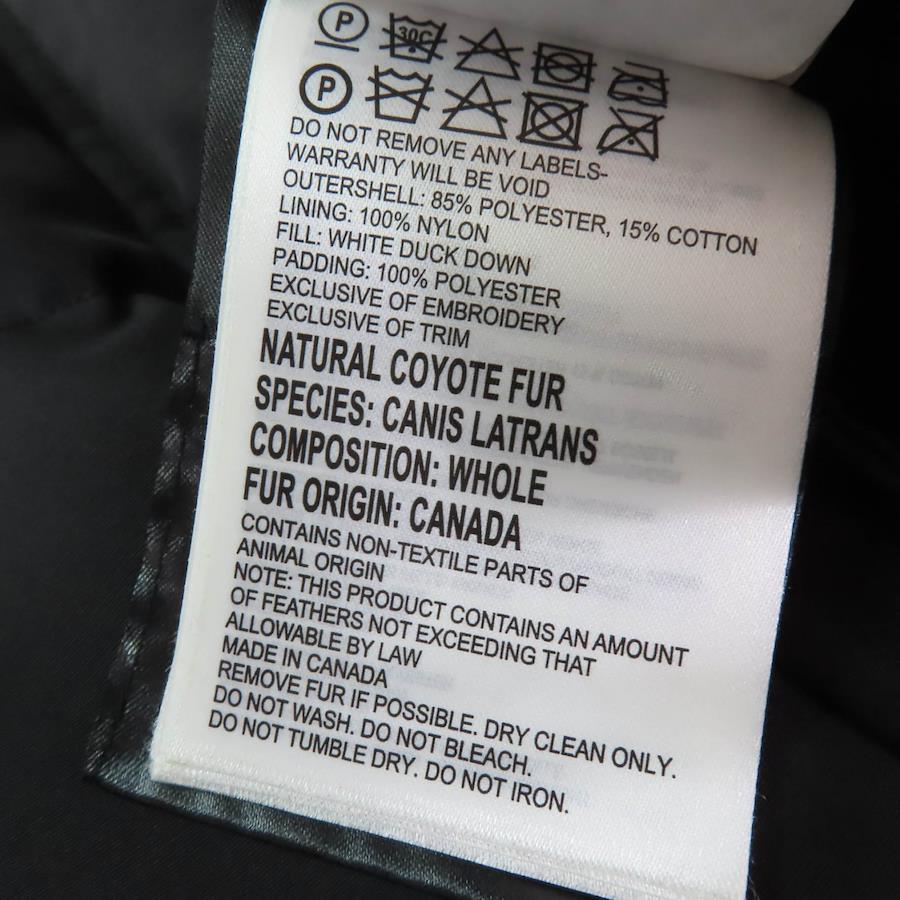 P 30C
P
DO NOT REMOVE ANY LABELS-
WARRANTY WILL BE VOID
OUTERSHELL: 85% POLYESTER, 15% COTTON
LINING: 100% NYLON
FILL: WHITE DUCK DOWN
PADDING: 100% POLYESTER
EXCLUSIVE OF EMBROIDERY
EXCLUSIVE OF TRIM
NATURAL COYOTE FUR
SPECIES: CANIS LATRANS
COMPOSITION: WHOLE
FUR ORIGIN: CANADA
CONTAINS NON-TEXTILE PARTS OF
ANIMAL ORIGIN
NOTE: THIS PRODUCT CONTAINS AN AMOUNT
OF FEATHERS NOT EXCEEDING THAT
ALLOWABLE BY LAW
MADE IN CANADA
REMOVE FUR IF POSSIBLE. DRY CLEAN ONLY.
DO NOT WASH. DO NOT BLEACH.
DO NOT TUMBLE DRY. DO NOT IRON.